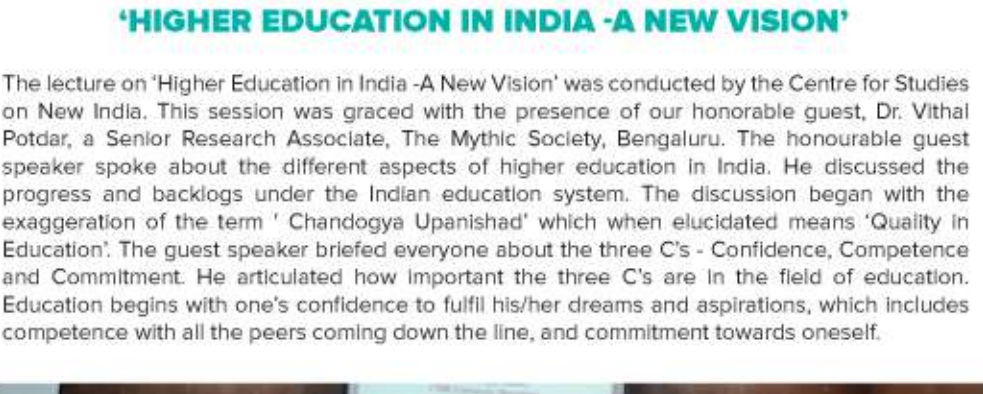 ‘HIGHER EDUCATION IN INDIA -A NEW VISION’
The lecture on ‘Higher Education in India -A New Vision’ was conducted by the Centre for Studies
on New India. This session was graced with the presence of our honorable guest, Dr. Vithal
Potdar, a Senior Research Associate, The Mythic Society, Bengaluru. The honourable guest
speaker spoke about the different aspects of higher education in India. He discussed the
progress and backlogs under the Indian education system. The discussion began with the
exaggeration of the term ‘ Chandogya Upanishad’ which when elucidated means ‘Quality in
Education’. The guest speaker briefed everyone about the three C’s - Confidence, Competence
and Commitment. He articulated how important the three C’s are in the field of education.
Education begins with one’s confidence to fulfil his/her dreams and aspirations, which includes
competence with all the peers coming down the line, and commitment towards oneself.